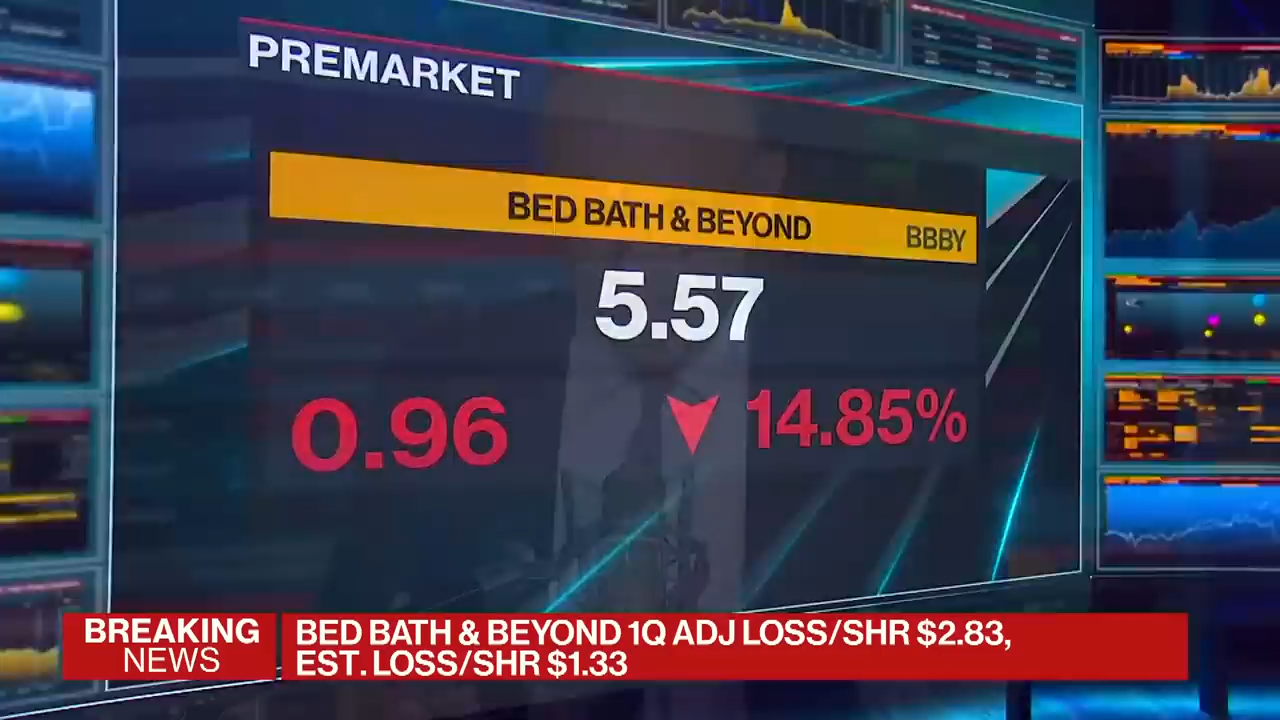 PREMARKET
BED BATH & BEYOND BBBY
5.57
0.96 ▼ 14.85%
BREAKING NEWS
BED BATH & BEYOND 1Q ADJ LOSS/SHR $2.83,
EST. LOSS/SHR $1.33